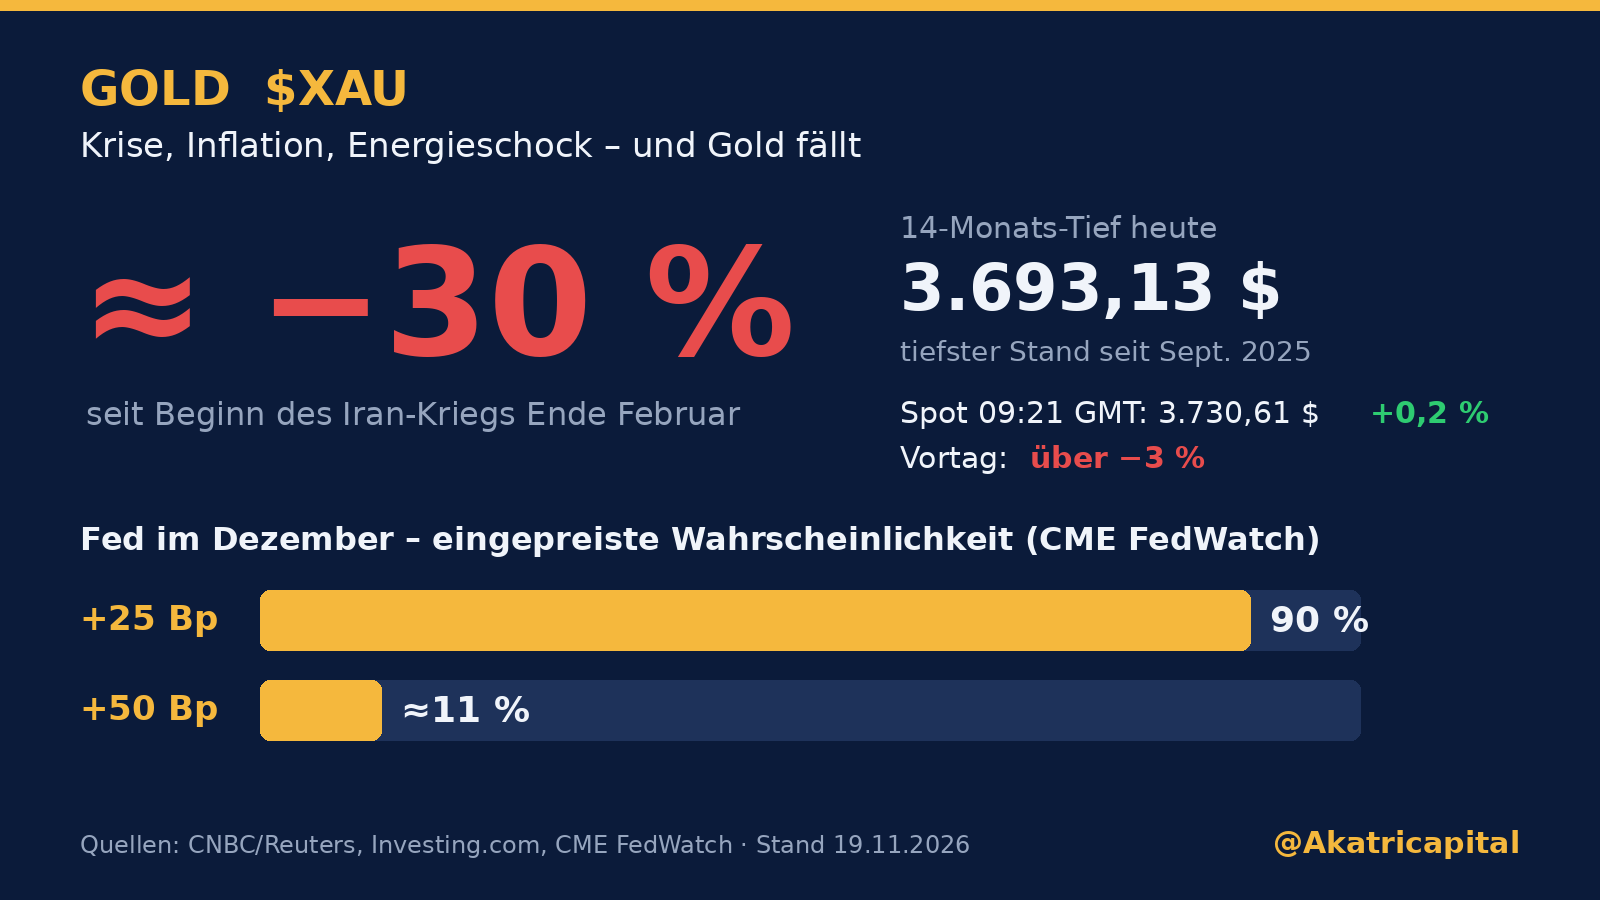 GOLD $XAU
Krise, Inflation, Energieschock – und Gold fällt
≈ −30 %
seit Beginn des Iran-Kriegs Ende Februar
14-Monats-Tief heute
3.693,13 $
tiefster Stand seit Sept. 2025
Spot 09:21 GMT: 3.730,61 $ +0,2 %
Vortag: über −3 %
Fed im Dezember – eingepreiste Wahrscheinlichkeit (CME FedWatch)
+25 Bp 90 %
+50 Bp ≈11 %
Quellen: CNBC/Reuters, Investing.com, CME FedWatch · Stand 19.11.2026
@Akatricapital